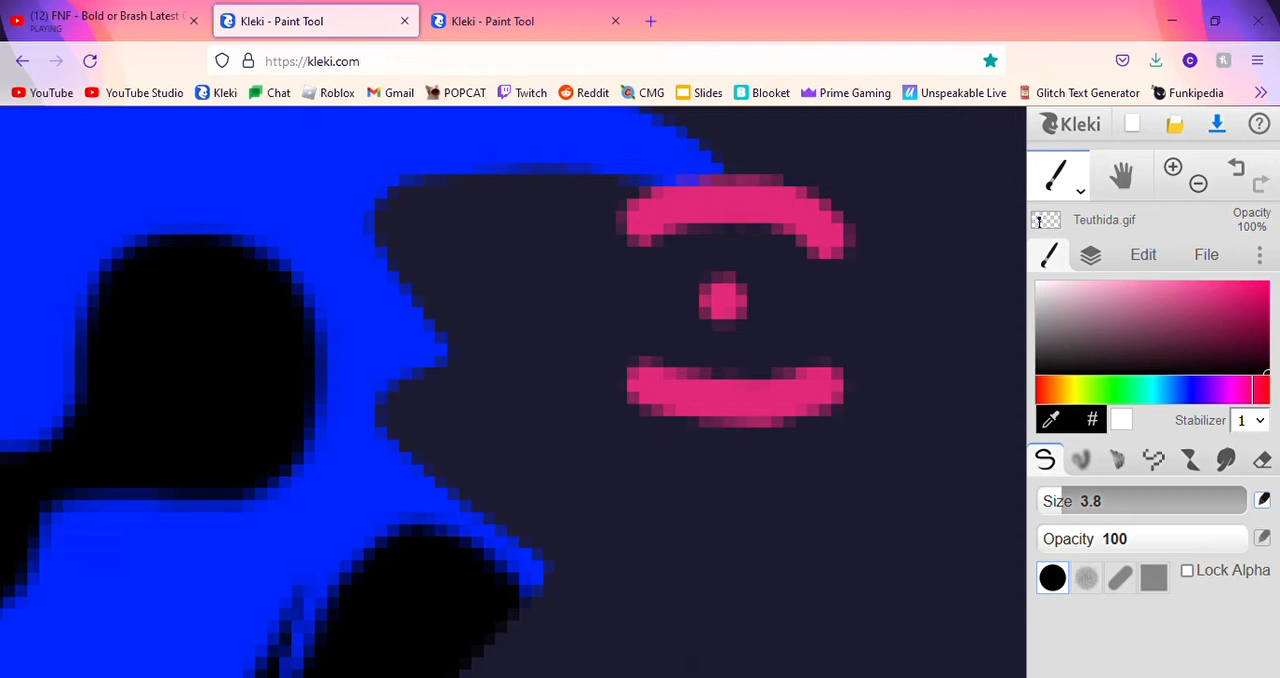 (12) FNF - Bold or Brash Latest
PLAYING
Kleki - Paint Tool
Kleki - Paint Tool
https://kleki.com
YouTube YouTube Studio Kleki Chat Roblox Gmail POPCAT Twitch Reddit CMG Slides Blooket Prime Gaming Unspeakable Live Glitch Text Generator Funkipedia
Kleki
Teuthida.gif
Opacity
100%
Edit File
# Stabilizer 1
Size 3.8
Opacity 100
Lock Alpha